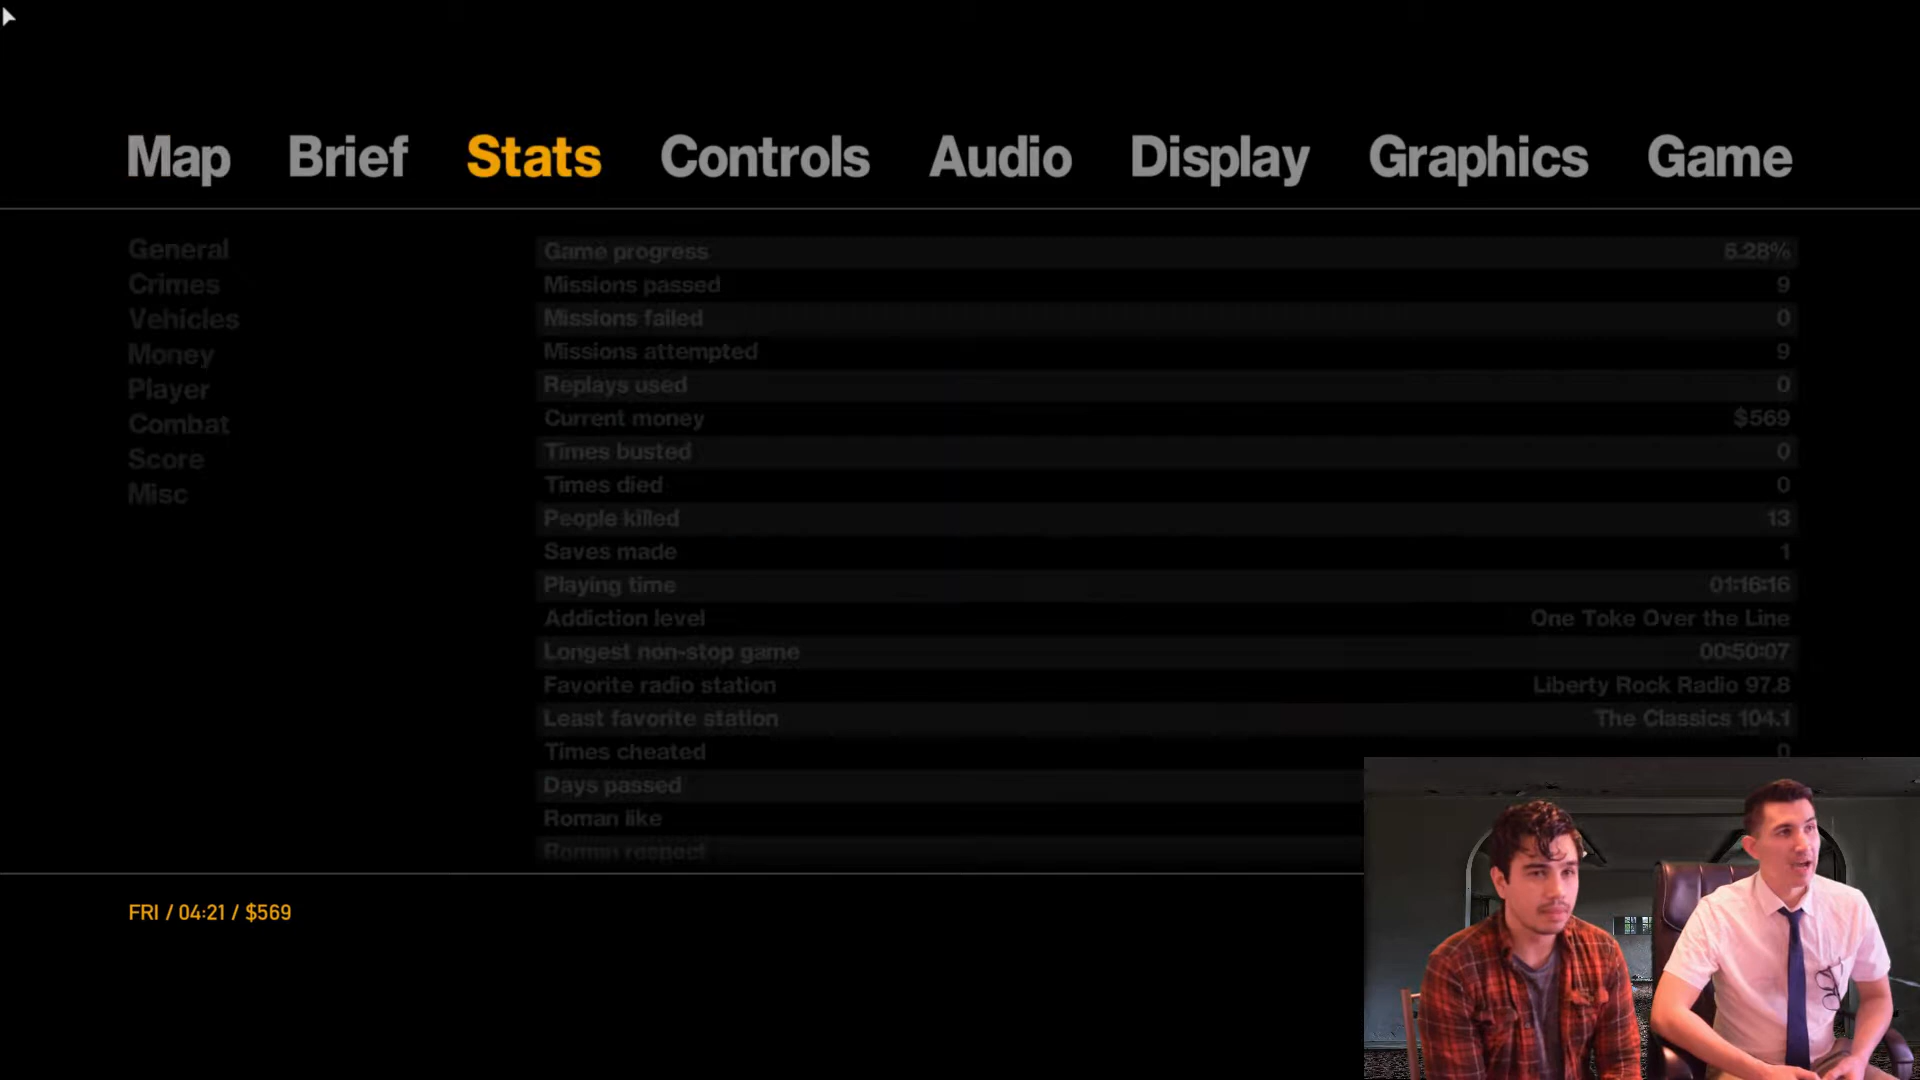 Map Brief Stats Controls Audio Display Graphics Game
General
Crimes
Vehicles
Money
Player
Combat
Score
Misc
Game progress 5.28%
Missions passed 9
Missions failed 0
Missions attempted 9
Replays used 0
Current money $569
Times busted 0
Times died 0
People killed 13
Saves made 1
Playing time 01:16:16
Addiction level One Toke Over the Line
Longest non-stop game 00:50:07
Favorite radio station Liberty Rock Radio 97.8
Least favorite station The Classics 104.1
Times cheated 0
Days passed
Roman like
Roman respect
FRI / 04:21 / $569